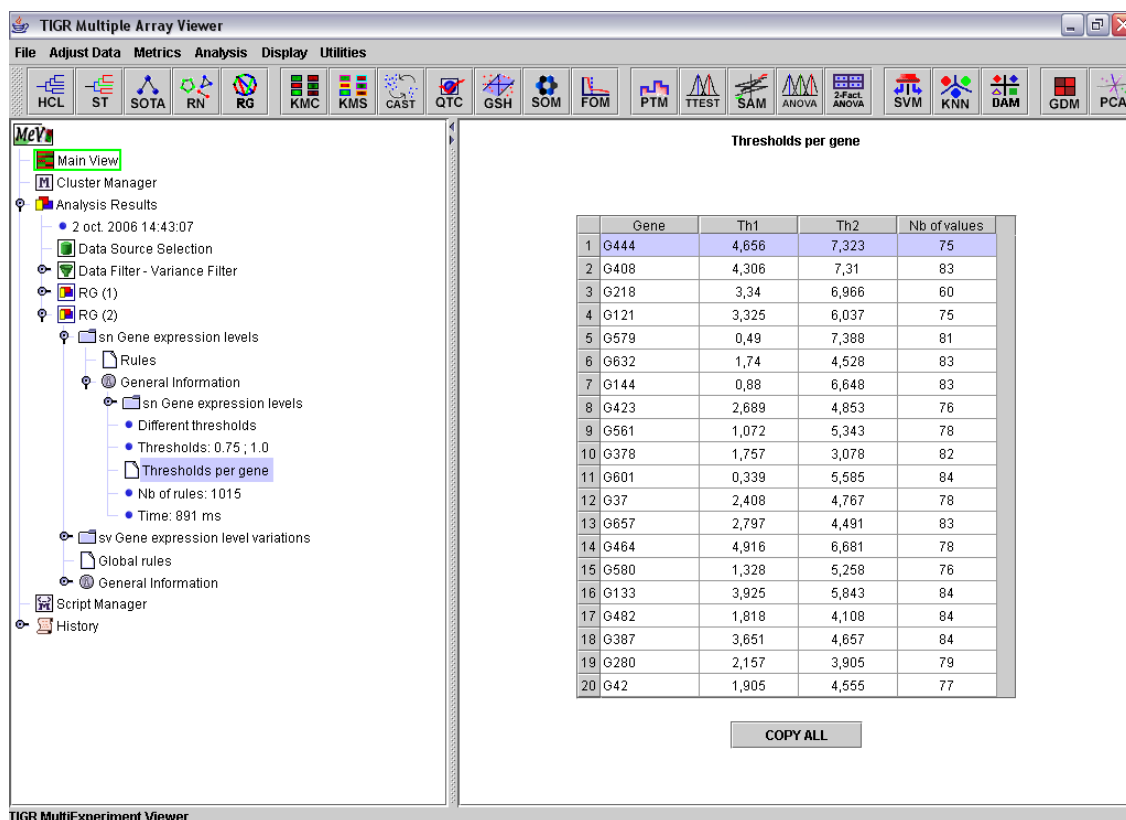 TIGR Multiple Array Viewer
File Adjust Data Metrics Analysis Display Utilities
HCL ST SOTA RN RG KMC KMS CAST QTC GSH SOM FOM PTM TTEST SAM ANOVA 2-Fact. ANOVA SVM KNN DAM GDM PCA
MeV
Main View
M Cluster Manager
Analysis Results
2 oct. 2006 14:43:07
Data Source Selection
Data Filter - Variance Filter
RG (1)
RG (2)
sn Gene expression levels
Rules
General Information
sn Gene expression levels
Different thresholds
Thresholds: 0.75 ; 1.0
Thresholds per gene
Nb of rules: 1015
Time: 891 ms
sv Gene expression level variations
Global rules
General Information
Script Manager
History
Thresholds per gene
Gene Th1 Th2 Nb of values
1 G444 4,656 7,323 75
2 G408 4,306 7,31 83
3 G218 3,34 6,966 60
4 G121 3,325 6,037 75
5 G579 0,49 7,388 81
6 G632 1,74 4,528 83
7 G144 0,88 6,648 83
8 G423 2,689 4,853 76
9 G561 1,072 5,343 78
10 G378 1,757 3,078 82
11 G601 0,339 5,585 84
12 G37 2,408 4,767 78
13 G657 2,797 4,491 83
14 G464 4,916 6,681 78
15 G580 1,328 5,258 76
16 G133 3,925 5,843 84
17 G482 1,818 4,108 84
18 G387 3,651 4,657 84
19 G280 2,157 3,905 79
20 G42 1,905 4,555 77
COPY ALL
TIGR MultiExperiment Viewer